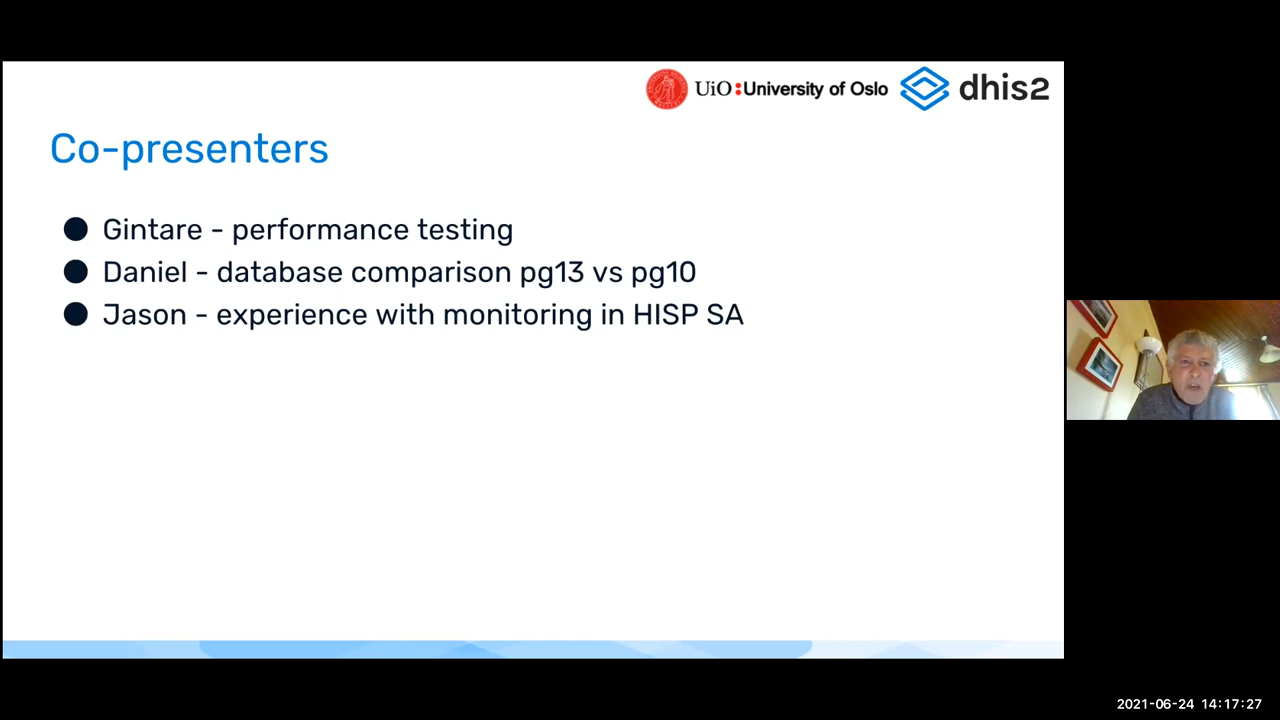 UiO:University of Oslo dhis2
Co-presenters
● Gintare - performance testing
● Daniel - database comparison pg13 vs pg10
● Jason - experience with monitoring in HISP SA
2021-06-24 14:17:27